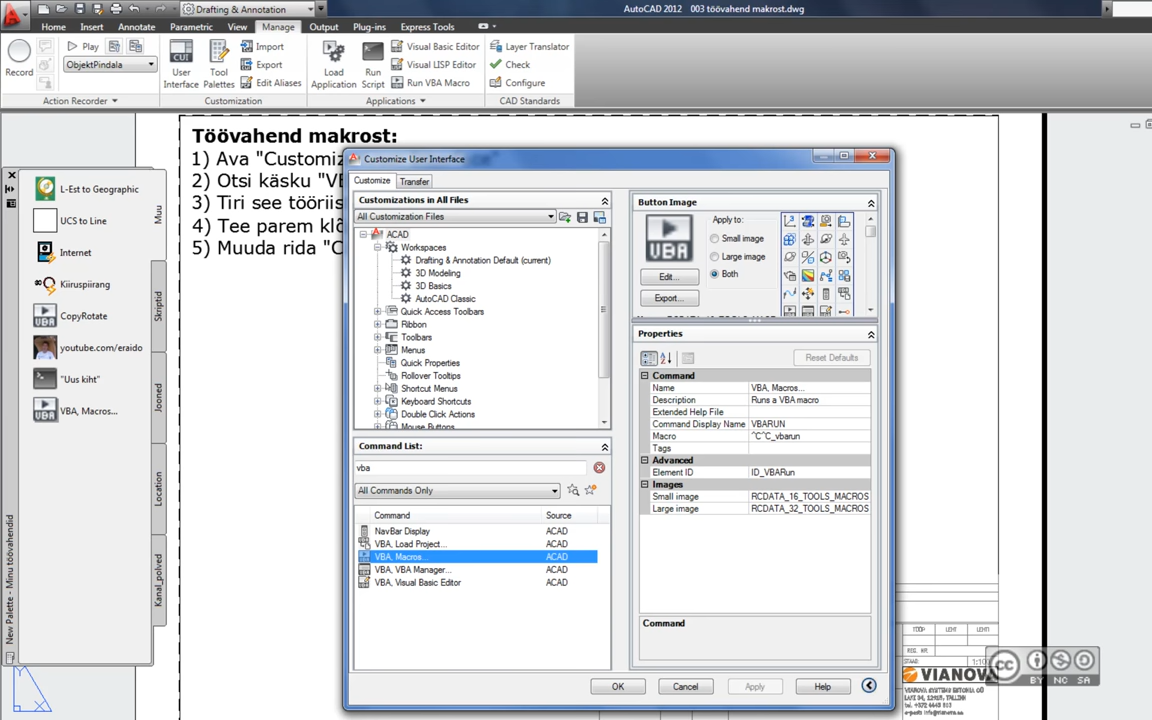 Drafting & Annotation
AutoCAD 2012 003 töövahend makrost.dwg
Home Insert Annotate Parametric View Manage Output Plug-ins Express Tools
Record
Play
ObjektPindala
Action Recorder
User Interface
Tool Palettes
Import
Export
Edit Aliases
Customization
Load Application
Run Script
Visual Basic Editor
Visual LISP Editor
Run VBA Macro
Applications
Layer Translator
Check
Configure
CAD Standards
Töövahend makrost:
1) Ava "Customiz
2) Otsi käsku "VB
3) Tiri see tööriis
4) Tee parem klõ
5) Muuda rida "C
L-Est to Geographic
UCS to Line
Internet
Kiiruspiirang
CopyRotate
youtube.com/eraido
"Uus kiht"
VBA, Macros...
Muu
Skriptid
Jooned
Location
Kanal_polved
New Palette - Minu töövahendid
Customize User Interface
Customize Transfer
Customizations in All Files
All Customization Files
ACAD
Workspaces
Drafting & Annotation Default (current)
3D Modeling
3D Basics
AutoCAD Classic
Quick Access Toolbars
Ribbon
Toolbars
Menus
Quick Properties
Rollover Tooltips
Shortcut Menus
Keyboard Shortcuts
Double Click Actions
Mouse Buttons
Command List:
vba
All Commands Only
Command Source
NavBar Display ACAD
VBA, Load Project... ACAD
VBA, Macros... ACAD
VBA, VBA Manager... ACAD
VBA, Visual Basic Editor ACAD
Button Image
VBA
Apply to:
Small image
Large image
Both
Edit...
Export...
Properties
Reset Defaults
Command
Name VBA, Macros...
Description Runs a VBA macro
Extended Help File
Command Display Name VBARUN
Macro ^C^C_vbarun
Tags
Advanced
Element ID ID_VBARun
Images
Small image RCDATA_16_TOOLS_MACROS
Large image RCDATA_32_TOOLS_MACROS
Command
OK Cancel Apply Help
VIANOVA
VIANOVA SYSTEMS ESTONIA OÜ
BY NC SA